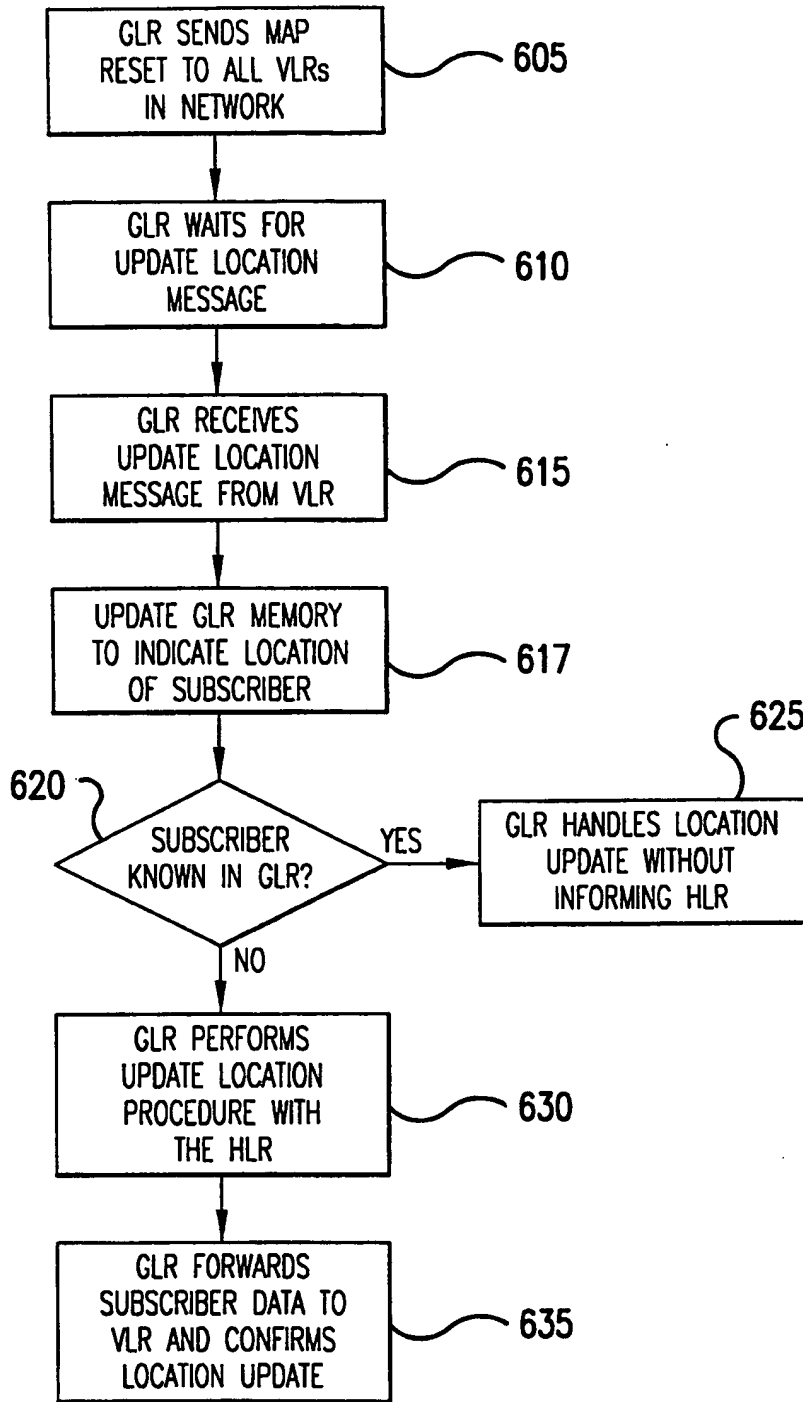 GLR SENDS MAP
RESET TO ALL VLRs
IN NETWORK
605
GLR WAITS FOR
UPDATE LOCATION
MESSAGE
610
GLR RECEIVES
UPDATE LOCATION
MESSAGE FROM VLR
615
UPDATE GLR MEMORY
TO INDICATE LOCATION
OF SUBSCRIBER
617
620
SUBSCRIBER
KNOWN IN GLR?
YES
625
GLR HANDLES LOCATION
UPDATE WITHOUT
INFORMING HLR
NO
GLR PERFORMS
UPDATE LOCATION
PROCEDURE WITH
THE HLR
630
GLR FORWARDS
SUBSCRIBER DATA TO
VLR AND CONFIRMS
LOCATION UPDATE
635